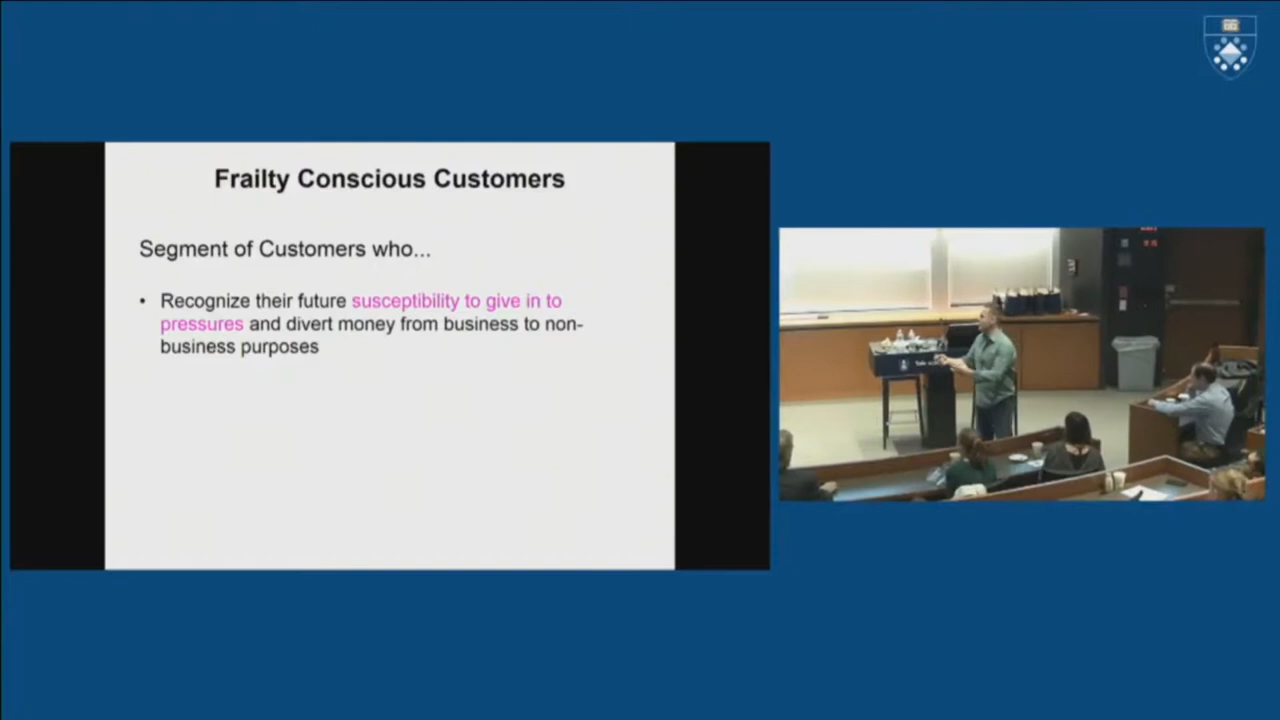 Frailty Conscious Customers
Segment of Customers who...
• Recognize their future susceptibility to give in to
pressures and divert money from business to non-
business purposes
Yale